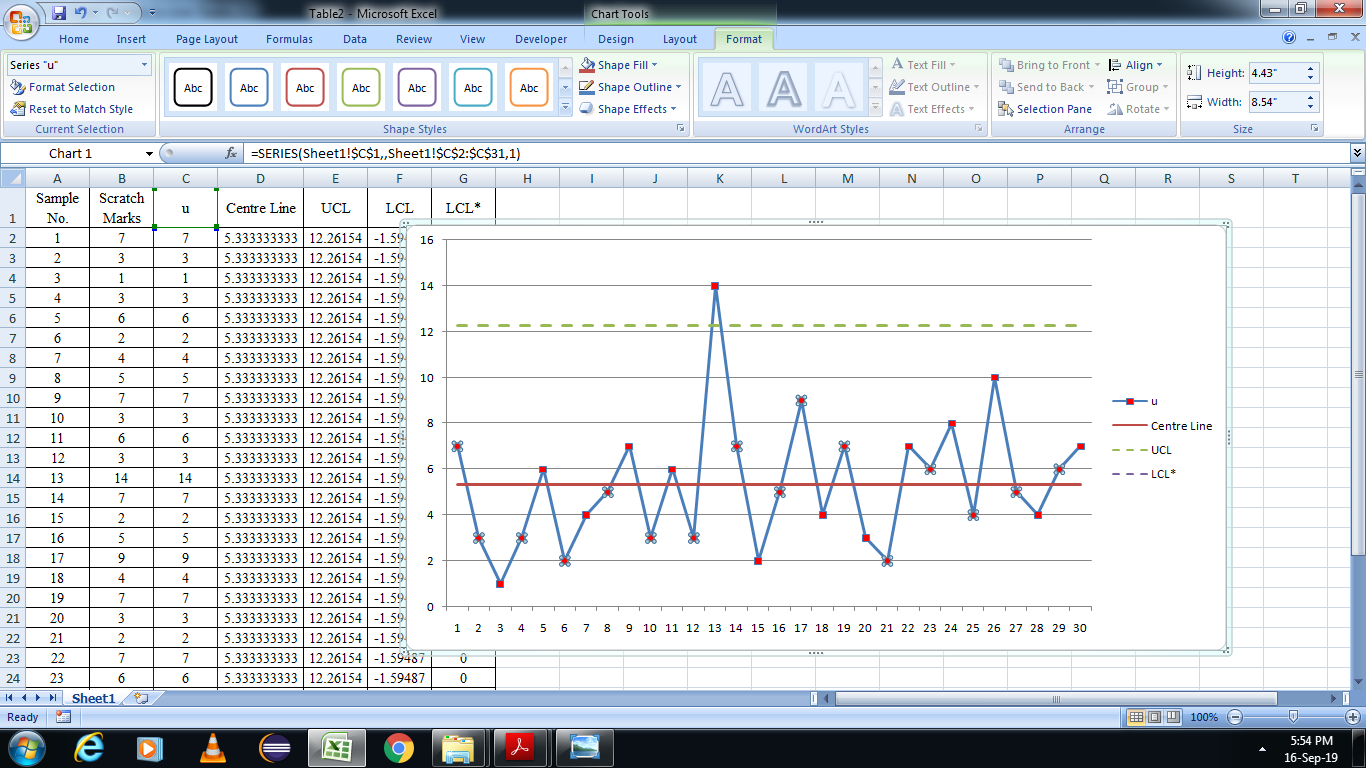 Table2 - Microsoft Excel
Chart Tools
Home Insert Page Layout Formulas Data Review View Developer Design Layout Format
Series "u"
Format Selection
Reset to Match Style
Current Selection
Abc Abc Abc Abc Abc Abc Abc
Shape Fill
Shape Outline
Shape Effects
Shape Styles
A A A
Text Fill
Text Outline
Text Effects
WordArt Styles
Bring to Front
Send to Back
Selection Pane
Align
Group
Rotate
Arrange
Height: 4.43"
Width: 8.54"
Size
Chart 1 fx =SERIES(Sheet1!$C$1,,Sheet1!$C$2:$C$31,1)
A B C D E F G H I J K L M N O P Q R S T
1 Sample No. Scratch Marks u Centre Line UCL LCL LCL*
2 1 7 7 5.333333333 12.26154 -1.59
3 2 3 3 5.333333333 12.26154 -1.59
4 3 1 1 5.333333333 12.26154 -1.59
5 4 3 3 5.333333333 12.26154 -1.59
6 5 6 6 5.333333333 12.26154 -1.59
7 6 2 2 5.333333333 12.26154 -1.59
8 7 4 4 5.333333333 12.26154 -1.59
9 8 5 5 5.333333333 12.26154 -1.59
10 9 7 7 5.333333333 12.26154 -1.59
11 10 3 3 5.333333333 12.26154 -1.59
12 11 6 6 5.333333333 12.26154 -1.59
13 12 3 3 5.333333333 12.26154 -1.59
14 13 14 14 5.333333333 12.26154 -1.59
15 14 7 7 5.333333333 12.26154 -1.59
16 15 2 2 5.333333333 12.26154 -1.59
17 16 5 5 5.333333333 12.26154 -1.59
18 17 9 9 5.333333333 12.26154 -1.59
19 18 4 4 5.333333333 12.26154 -1.59
20 19 7 7 5.333333333 12.26154 -1.59
21 20 3 3 5.333333333 12.26154 -1.59
22 21 2 2 5.333333333 12.26154 -1.59
23 22 7 7 5.333333333 12.26154 -1.59487 0
24 23 6 6 5.333333333 12.26154 -1.59487 0
16
14
12
10
8
6
4
2
0
1 2 3 4 5 6 7 8 9 10 11 12 13 14 15 16 17 18 19 20 21 22 23 24 25 26 27 28 29 30
u
Centre Line
UCL
LCL*
Sheet1
Ready 100%
5:54 PM
16-Sep-19